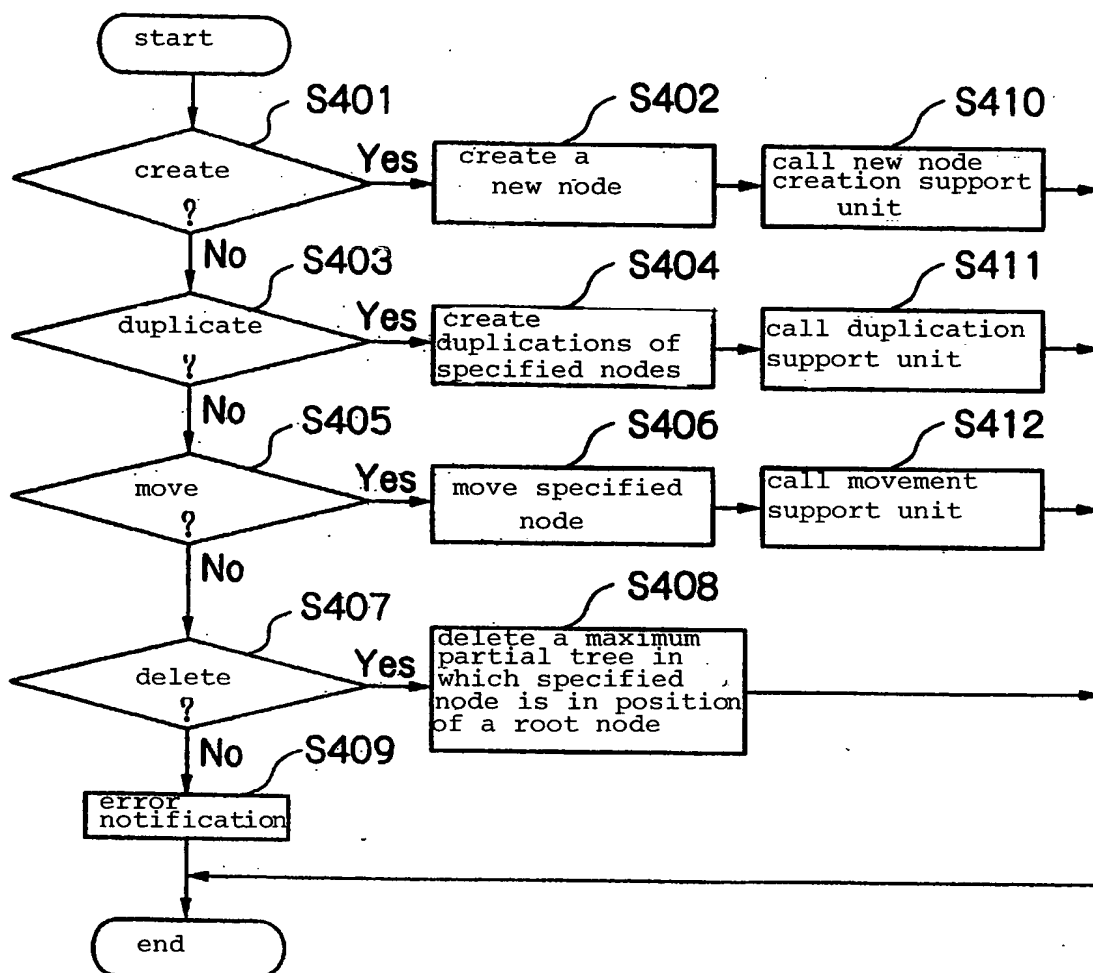 start
S401
S402
S410
create
?
Yes
create a
new node
call new node
creation support
unit
No
S403
S404
S411
duplicate
?
Yes
create
duplications of
specified nodes
call duplication
support unit
No
S405
S406
S412
move
?
Yes
move specified
node
call movement
support unit
No
S407
S408
delete
?
Yes
delete a maximum
partial tree in
which specified
node is in position
of a root node
No
S409
error
notification
end